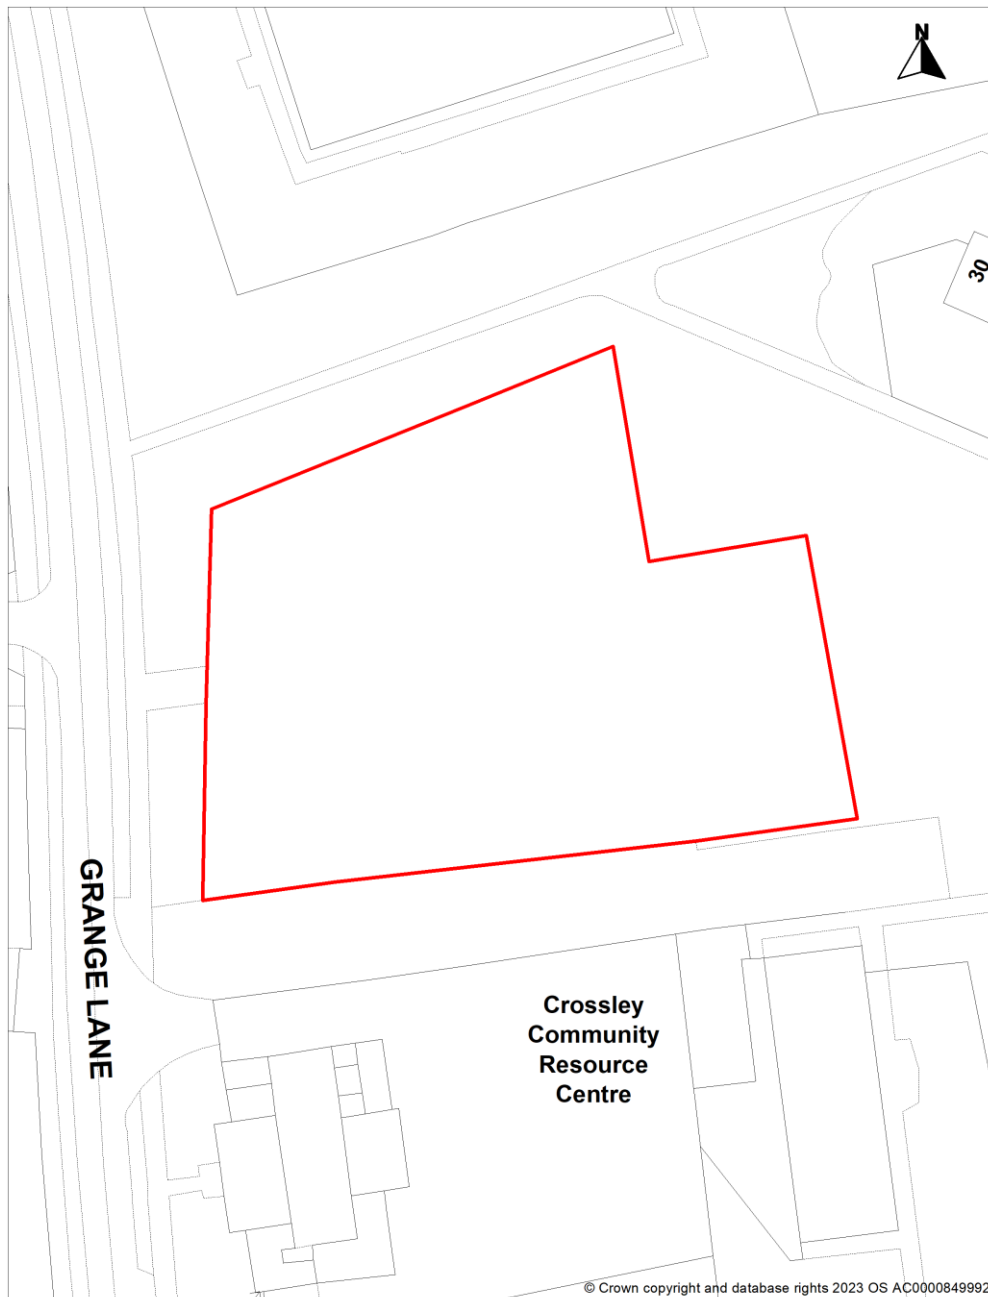 N
30
GRANGE LANE
Crossley
Community
Resource
Centre
© Crown copyright and database rights 2023 OS AC0000849992